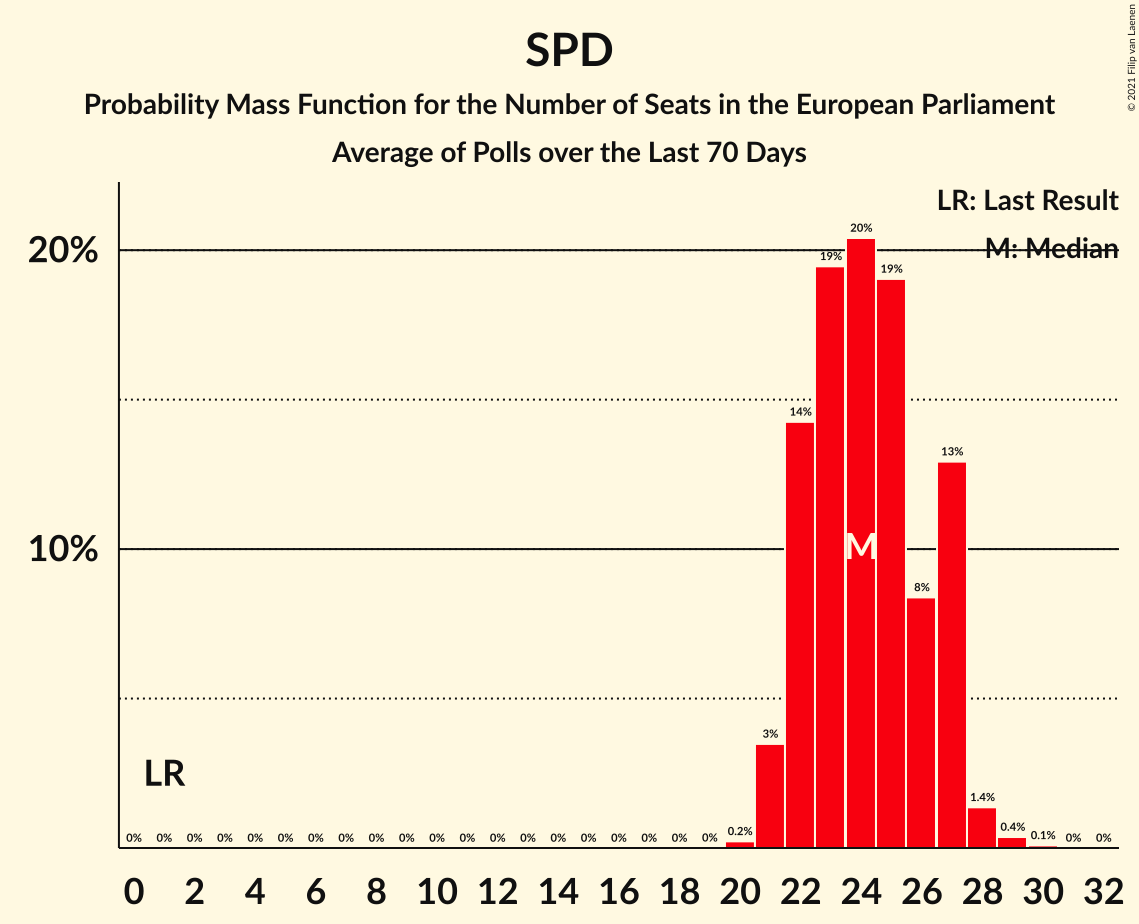 SPD
Probability Mass Function for the Number of Seats in the European Parliament
Average of Polls over the Last 70 Days
© 2021 Filip van Laenen
LR: Last Result
M: Median
20%
10%
0% 0% 0% 0% 0% 0% 0% 0% 0% 0% 0% 0% 0% 0% 0% 0% 0% 0% 0% 0% 0.2% 3% 14% 19% 20% 19% 8% 13% 1.4% 0.4% 0.1% 0% 0%
M
LR
0 2 4 6 8 10 12 14 16 18 20 22 24 26 28 30 32